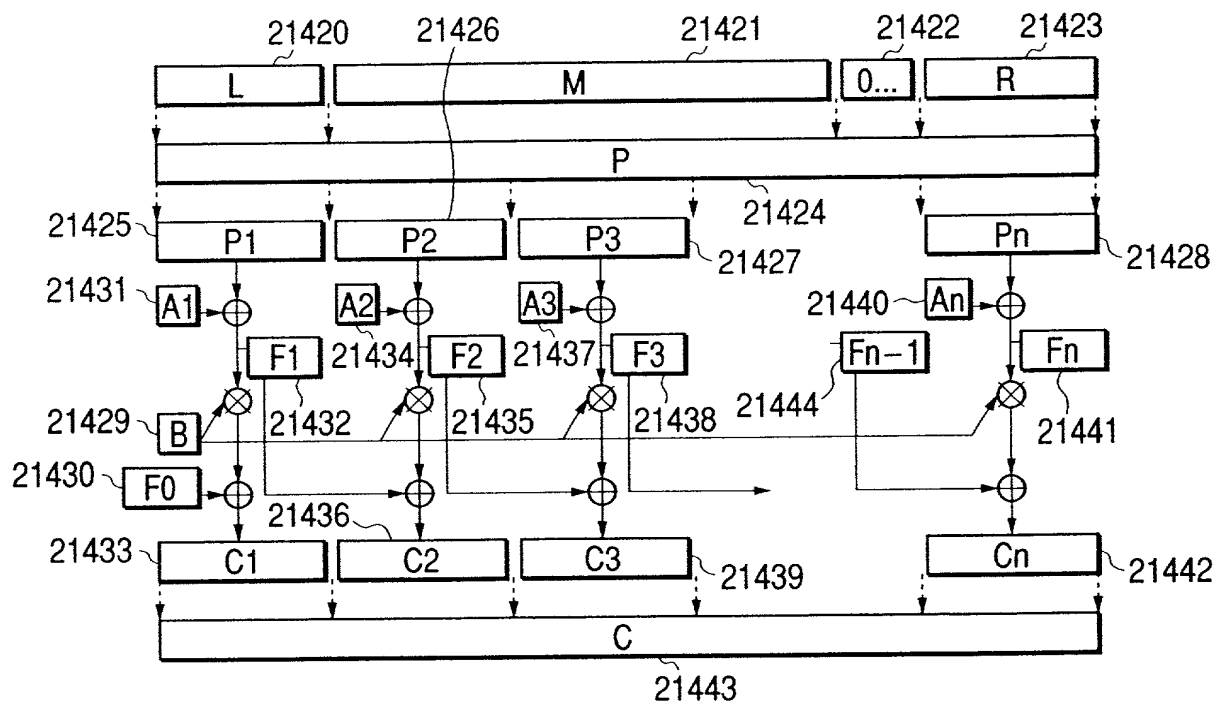 21420 21426 21421 21422 21423
L M 0... R
P
21424
21425 P1 P2 P3 21427 Pn 21428
21431 A1 A2 A3 21440 An
21434 21437
F1 F2 F3 Fn-1 Fn
21429 B 21432 21435 21438 21444 21441
21430 F0
21436
21433 C1 C2 C3 21439 Cn 21442
C
21443